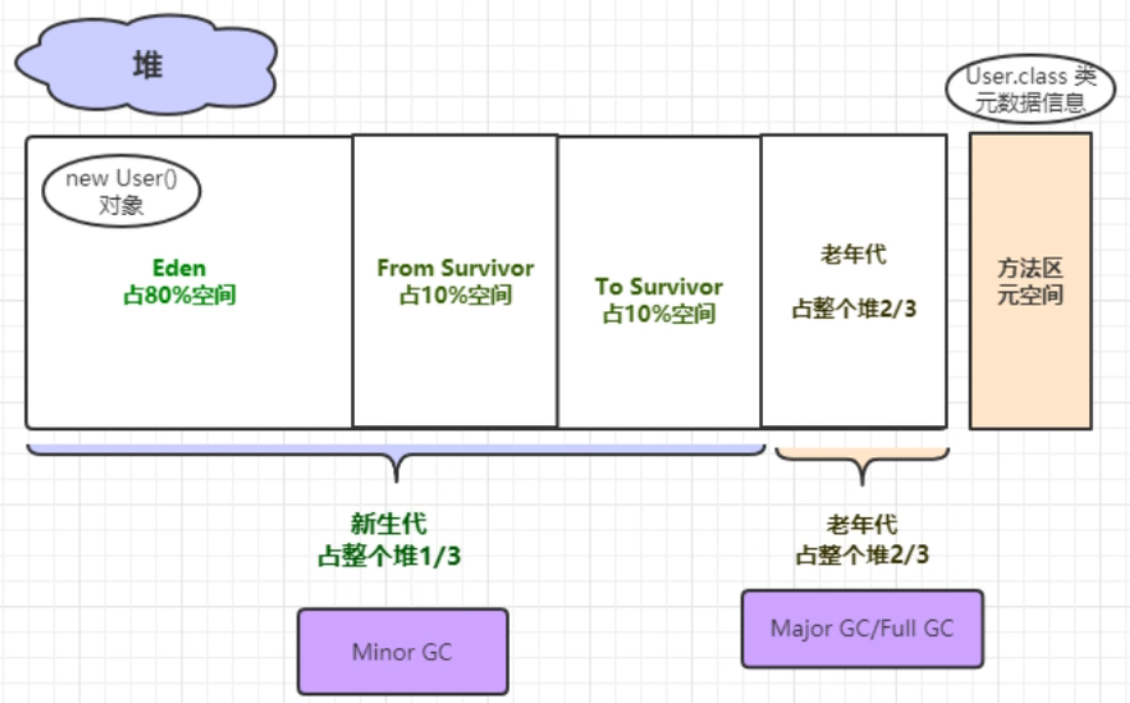 堆
User.class 类
元数据信息
new User()
对象
Eden
占80%空间
From Survivor
占10%空间
To Survivor
占10%空间
老年代
占整个堆2/3
方法区
元空间
新生代
占整个堆1/3
老年代
占整个堆2/3
Minor GC
Major GC/Full GC